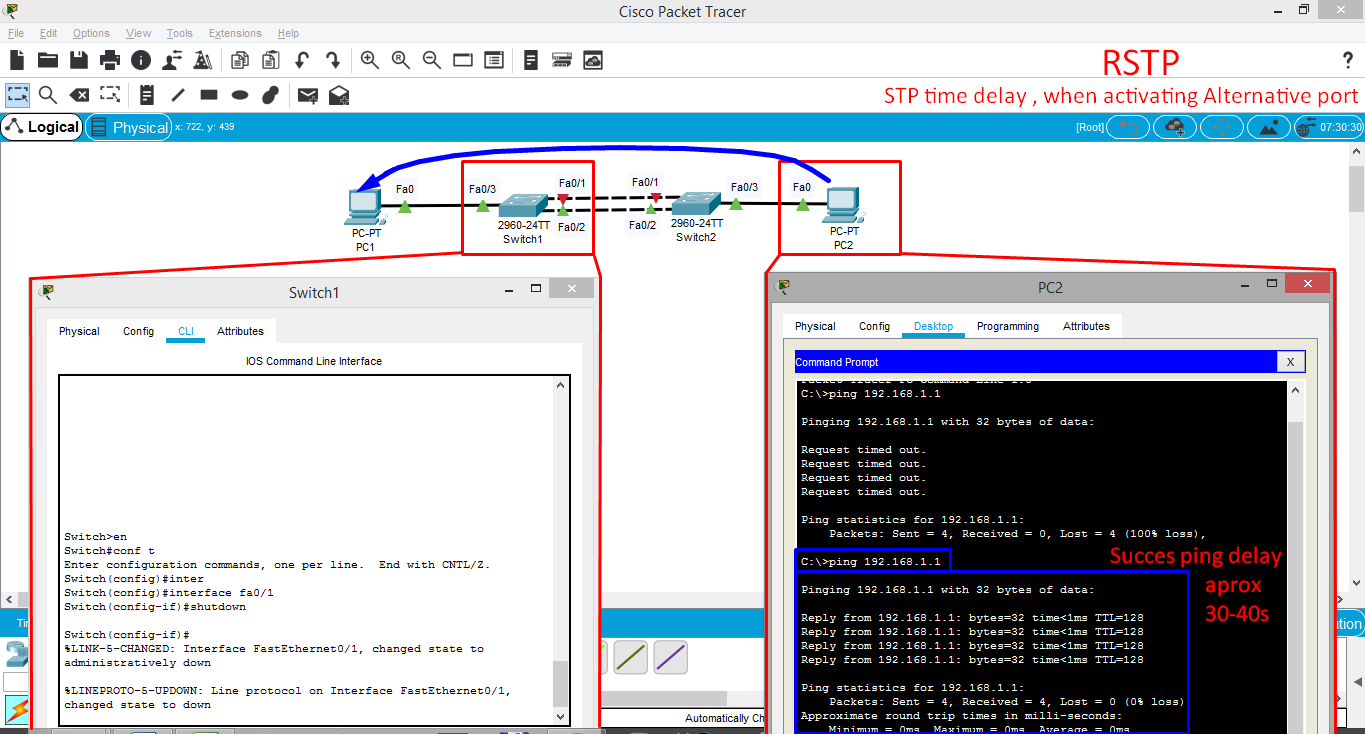 Cisco Packet Tracer
File Edit Options View Tools Extensions Help
RSTP
?
STP time delay , when activating Alternative port
Logical
Physical
x: 722, y: 439
[Root]
07:30:30
Fa0
Fa0/3
Fa0/1
Fa0/1
Fa0/3
Fa0
2960-24TT
Fa0/2
Fa0/2
2960-24TT
Switch1
Switch2
PC-PT
PC1
PC-PT
PC2
Switch1
Physical Config CLI Attributes
IOS Command Line Interface
Switch>en
Switch#conf t
Enter configuration commands, one per line. End with CNTL/Z.
Switch(config)#inter
Switch(config)#interface fa0/1
Switch(config-if)#shutdown
Switch(config-if)#
%LINK-5-CHANGED: Interface FastEthernet0/1, changed state to
administratively down
%LINEPROTO-5-UPDOWN: Line protocol on Interface FastEthernet0/1,
changed state to down
PC2
Physical Config Desktop Programming Attributes
Command Prompt
X
C:\>ping 192.168.1.1
Pinging 192.168.1.1 with 32 bytes of data:
Request timed out.
Request timed out.
Request timed out.
Request timed out.
Ping statistics for 192.168.1.1:
Packets: Sent = 4, Received = 0, Lost = 4 (100% loss),
C:\>ping 192.168.1.1
Pinging 192.168.1.1 with 32 bytes of data:
Reply from 192.168.1.1: bytes=32 time<1ms TTL=128
Reply from 192.168.1.1: bytes=32 time<1ms TTL=128
Reply from 192.168.1.1: bytes=32 time<1ms TTL=128
Reply from 192.168.1.1: bytes=32 time<1ms TTL=128
Ping statistics for 192.168.1.1:
Packets: Sent = 4, Received = 4, Lost = 0 (0% loss)
Approximate round trip times in milli-seconds:
Minimum = 0ms, Maximum = 0ms, Average = 0ms
Succes ping delay
aprox
30-40s
Automatically Ch